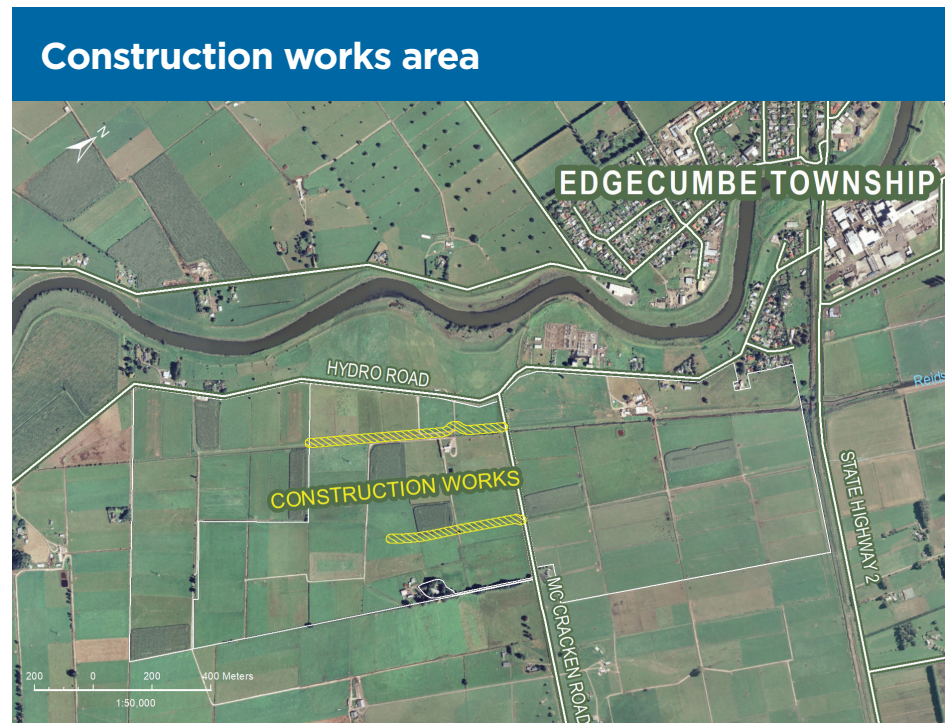 Construction works area
N
EDGECUMBE TOWNSHIP
HYDRO ROAD
Reids
CONSTRUCTION WORKS
STATE HIGHWAY 2
MC CRACKEN ROAD
200 0 200 400 Meters
1:50,000